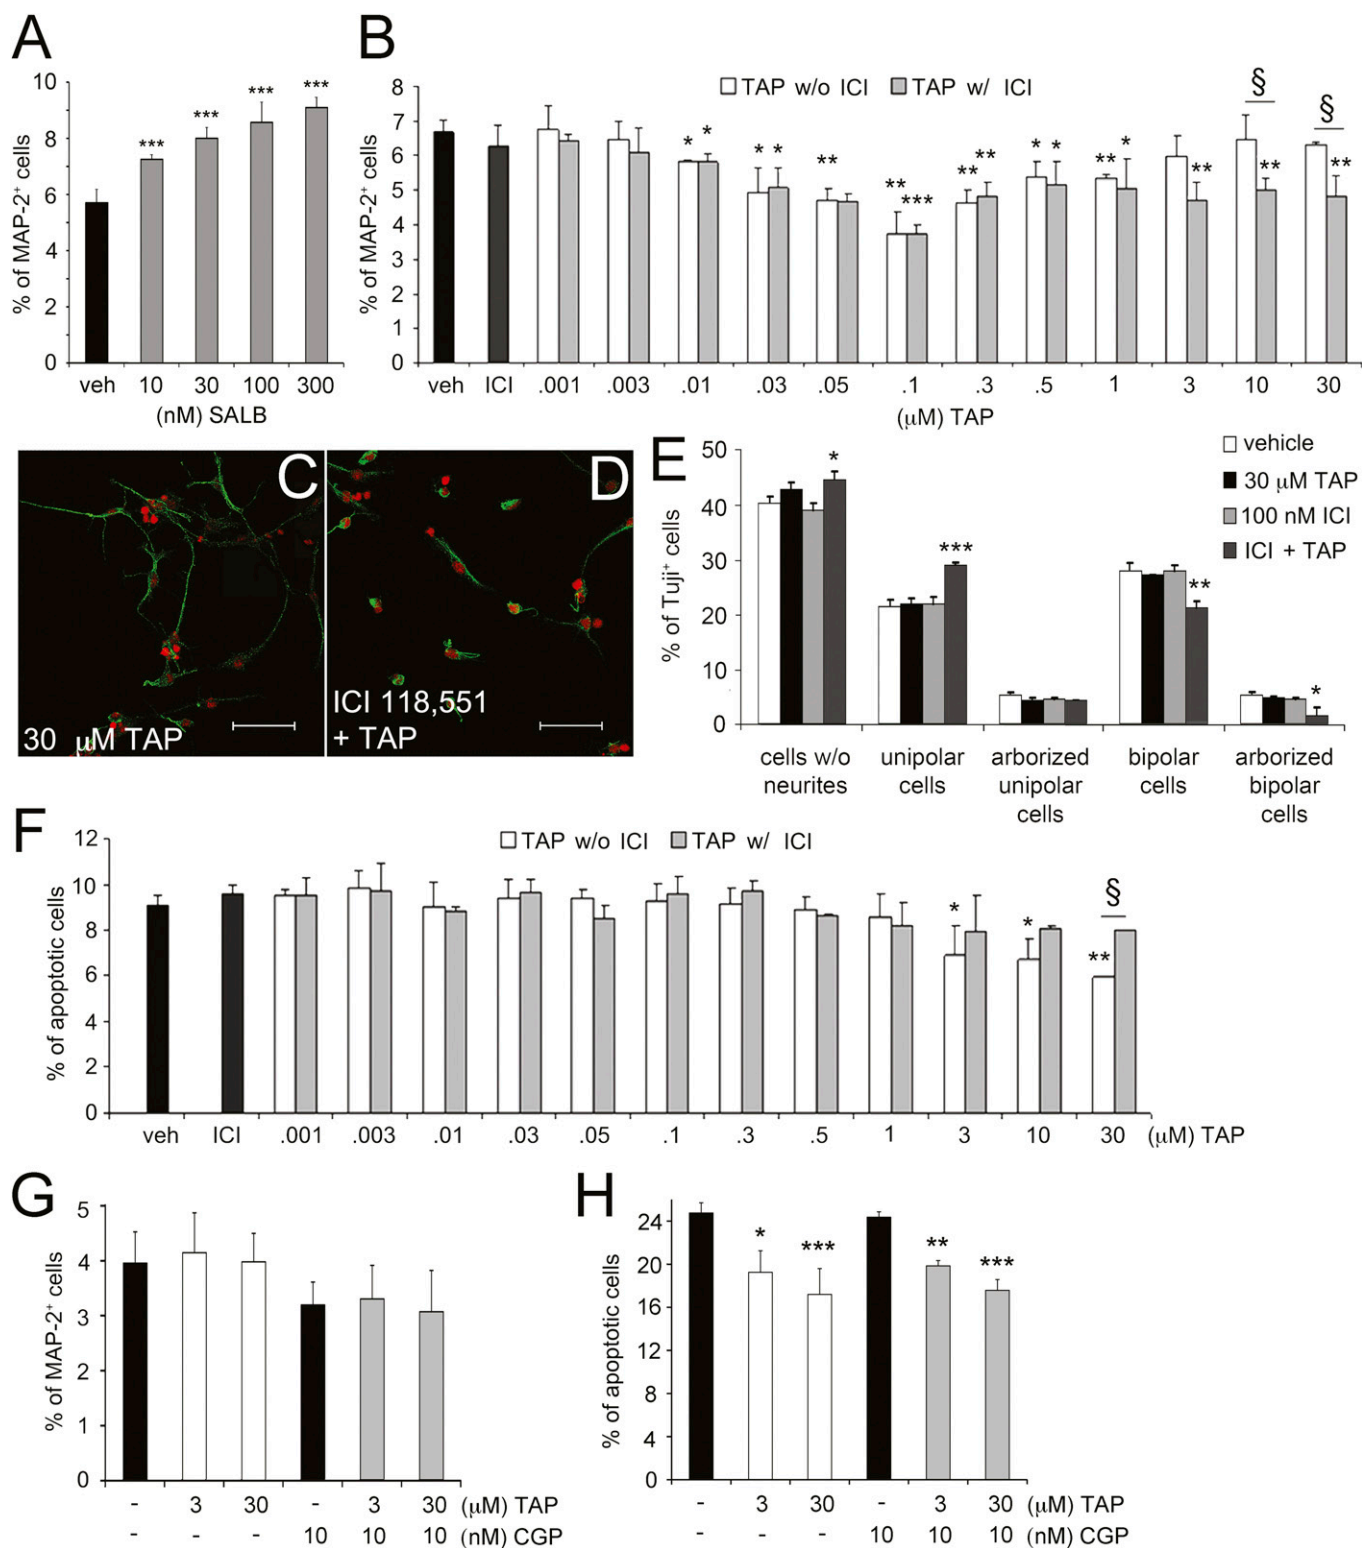 A
% of MAP-2⁺ cells
10
8
6
4
2
0
*** *** *** ***
veh 10 30 100 300
(nM) SALB
B
% of MAP-2⁺ cells
8
7
6
5
4
3
2
1
0
TAP w/o ICI TAP w/ ICI
* * * * ** ** *** ** ** * * ** * ** § ** § **
veh ICI .001 .003 .01 .03 .05 .1 .3 .5 1 3 10 30
(µM) TAP
C
30 µM TAP
D
ICI 118,551
+ TAP
E
% of Tuji⁺ cells
50
40
30
20
10
0
vehicle
30 µM TAP
100 nM ICI
ICI + TAP
* *** ** *
cells w/o unipolar arborized bipolar arborized
neurites cells unipolar cells bipolar
cells cells
F
% of apoptotic cells
12
10
8
6
4
2
0
TAP w/o ICI TAP w/ ICI
* * ** §
veh ICI .001 .003 .01 .03 .05 .1 .3 .5 1 3 10 30 (µM) TAP
G
% of MAP-2⁺ cells
5
4
3
2
1
0
- 3 30 - 3 30 (µM) TAP
- - - 10 10 10 (nM) CGP
H
% of apoptotic cells
24
20
16
12
8
4
0
* *** ** ***
- 3 30 - 3 30 (µM) TAP
- - - 10 10 10 (nM) CGP